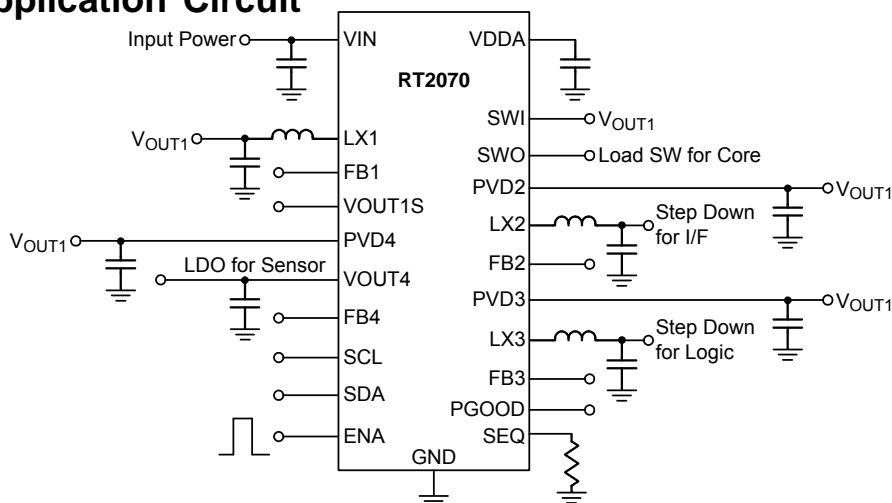 pplication Circuit
Input Power
VIN
VDDA
RT2070
SWI
VOUT1
VOUT1
LX1
SWO
Load SW for Core
FB1
PVD2
VOUT1
VOUT1S
LX2
Step Down
for I/F
VOUT1
PVD4
LDO for Sensor
VOUT4
FB2
PVD3
VOUT1
FB4
LX3
Step Down
for Logic
SCL
FB3
SDA
PGOOD
ENA
SEQ
GND